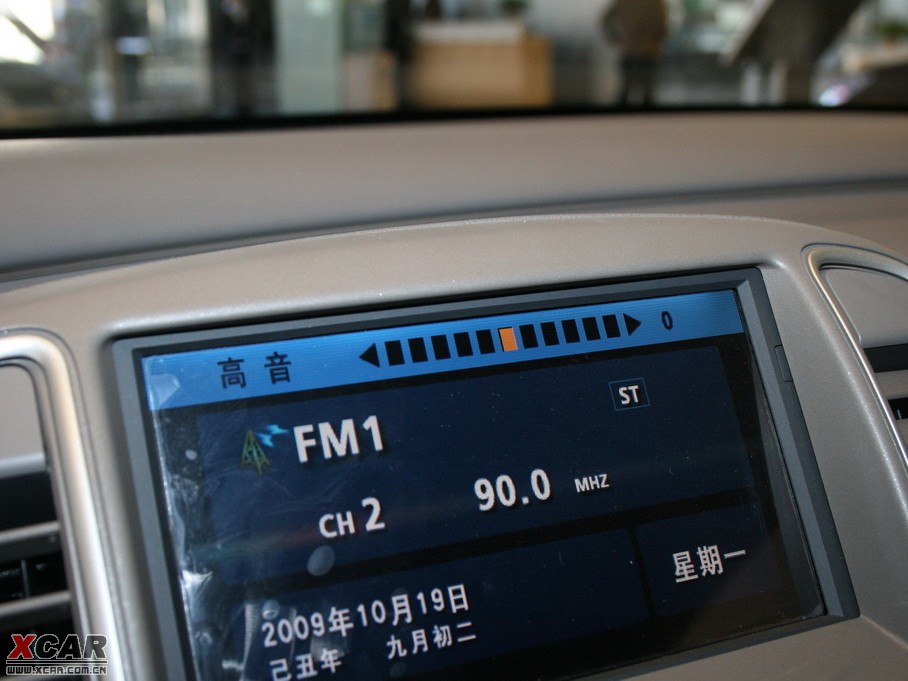 高音 0
FM1 ST
CH 2 90.0 MHZ
2009年10月19日 星期一
己丑年 九月初二
XCAR
WWW.XCAR.COM.CN